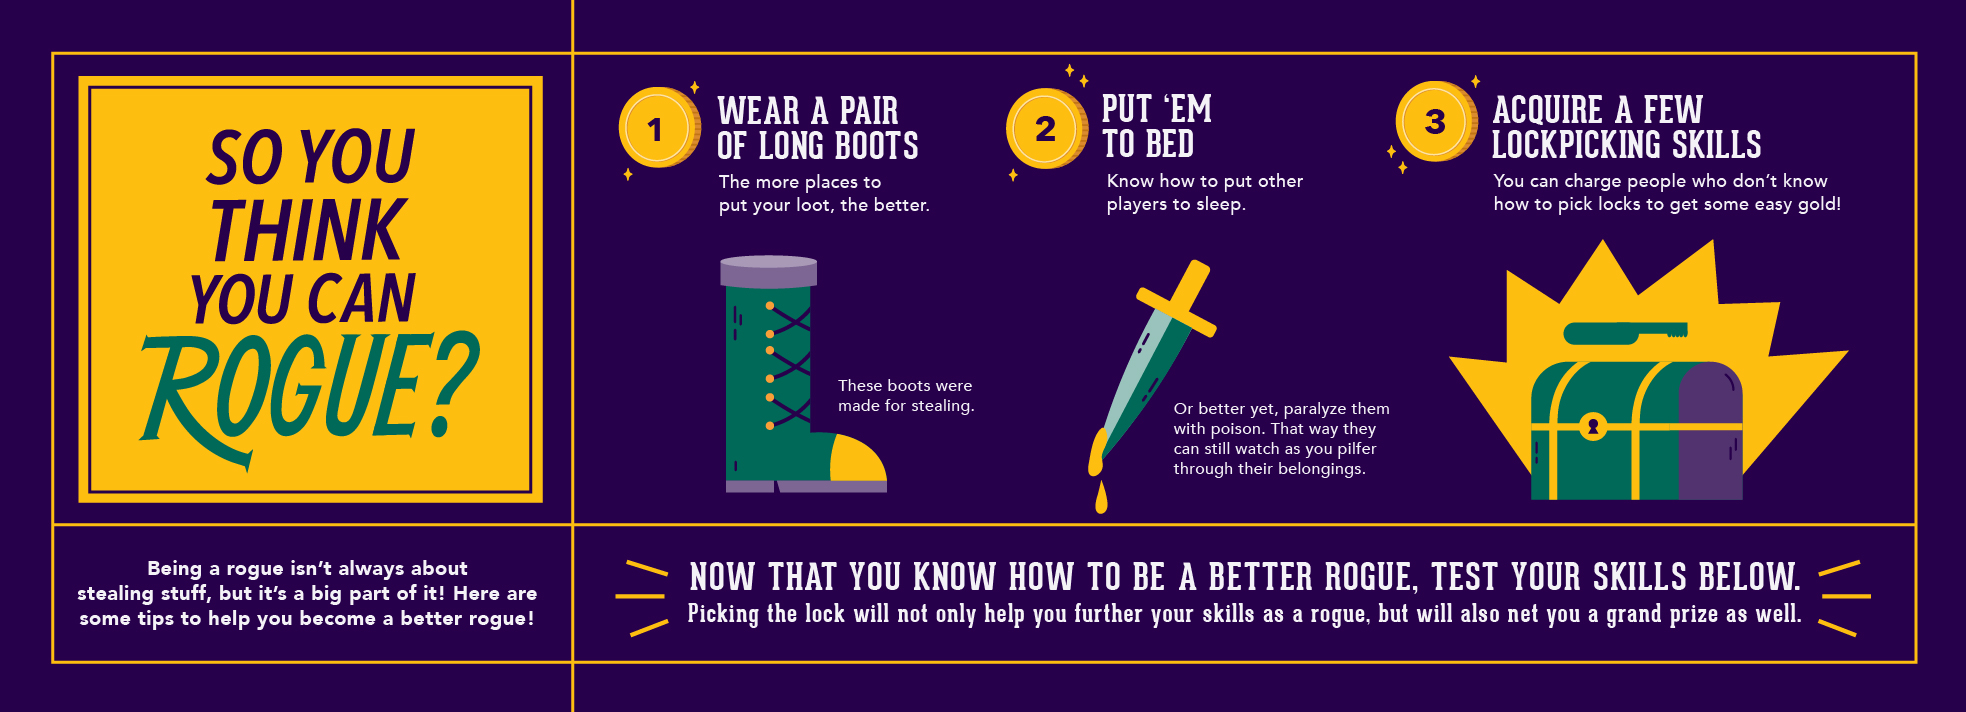 SO YOU
THINK
YOU CAN
ROGUE?
Being a rogue isn't always about
stealing stuff, but it's a big part of it! Here are
some tips to help you become a better rogue!
1
WEAR A PAIR
OF LONG BOOTS
The more places to
put your loot, the better.
These boots were
made for stealing.
2
PUT ‘EM
TO BED
Know how to put other
players to sleep.
Or better yet, paralyze them
with poison. That way they
can still watch as you pilfer
through their belongings.
3
ACQUIRE A FEW
LOCKPICKING SKILLS
You can charge people who don't know
how to pick locks to get some easy gold!
NOW THAT YOU KNOW HOW TO BE A BETTER ROGUE, TEST YOUR SKILLS BELOW.
Picking the lock will not only help you further your skills as a rogue, but will also net you a grand prize as well.